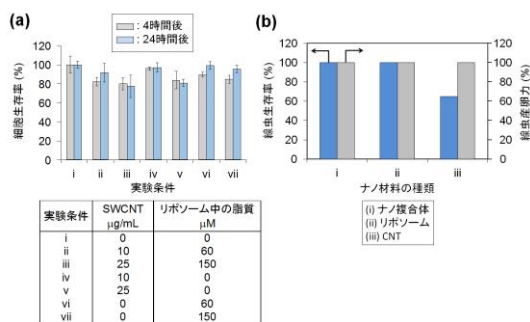 (a)
: 4時間後
: 24時間後
細胞生存率 (%)
120
100
80
60
40
20
0
i ii iii iv v vi vii
実験条件
実験条件 SWCNT μg/mL リポソーム中の脂質 μM
i 0 0
ii 10 60
iii 25 150
iv 10 0
v 25 0
vi 0 60
vii 0 150
(b)
線虫生存率 (%)
120
100
80
60
40
20
0
120
100
80
60
40
20
0
線虫産卵力 (%)
i ii iii
ナノ材料の種類
(i) ナノ複合体
(ii) リポソーム
(iii) CNT